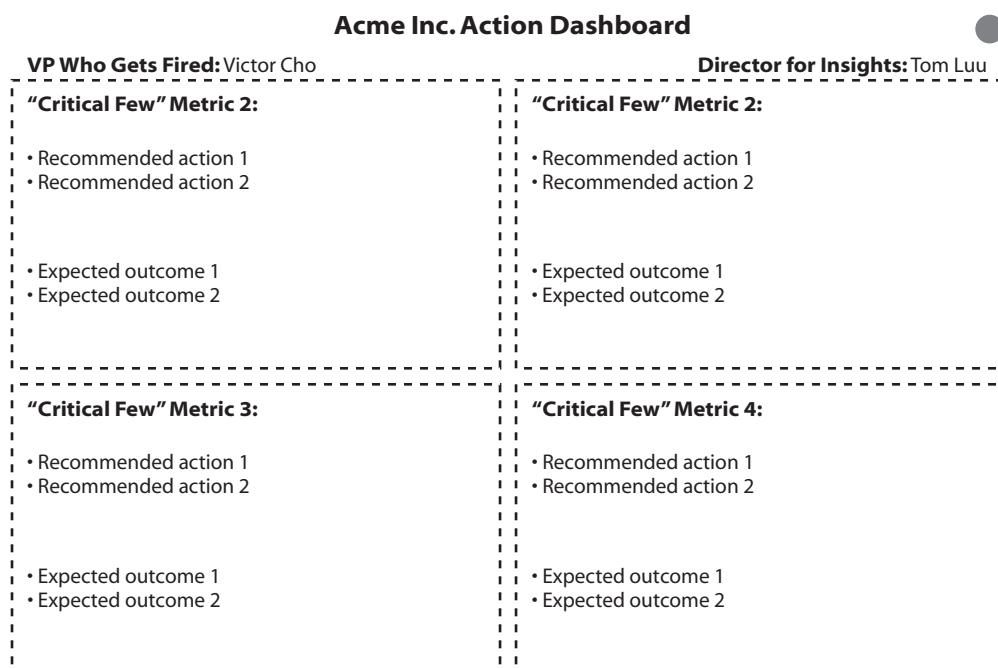 Acme Inc. Action Dashboard
VP Who Gets Fired: Victor Cho
Director for Insights: Tom Luu
“Critical Few” Metric 2:
• Recommended action 1
• Recommended action 2
• Expected outcome 1
• Expected outcome 2
“Critical Few” Metric 2:
• Recommended action 1
• Recommended action 2
• Expected outcome 1
• Expected outcome 2
“Critical Few” Metric 3:
• Recommended action 1
• Recommended action 2
• Expected outcome 1
• Expected outcome 2
“Critical Few” Metric 4:
• Recommended action 1
• Recommended action 2
• Expected outcome 1
• Expected outcome 2